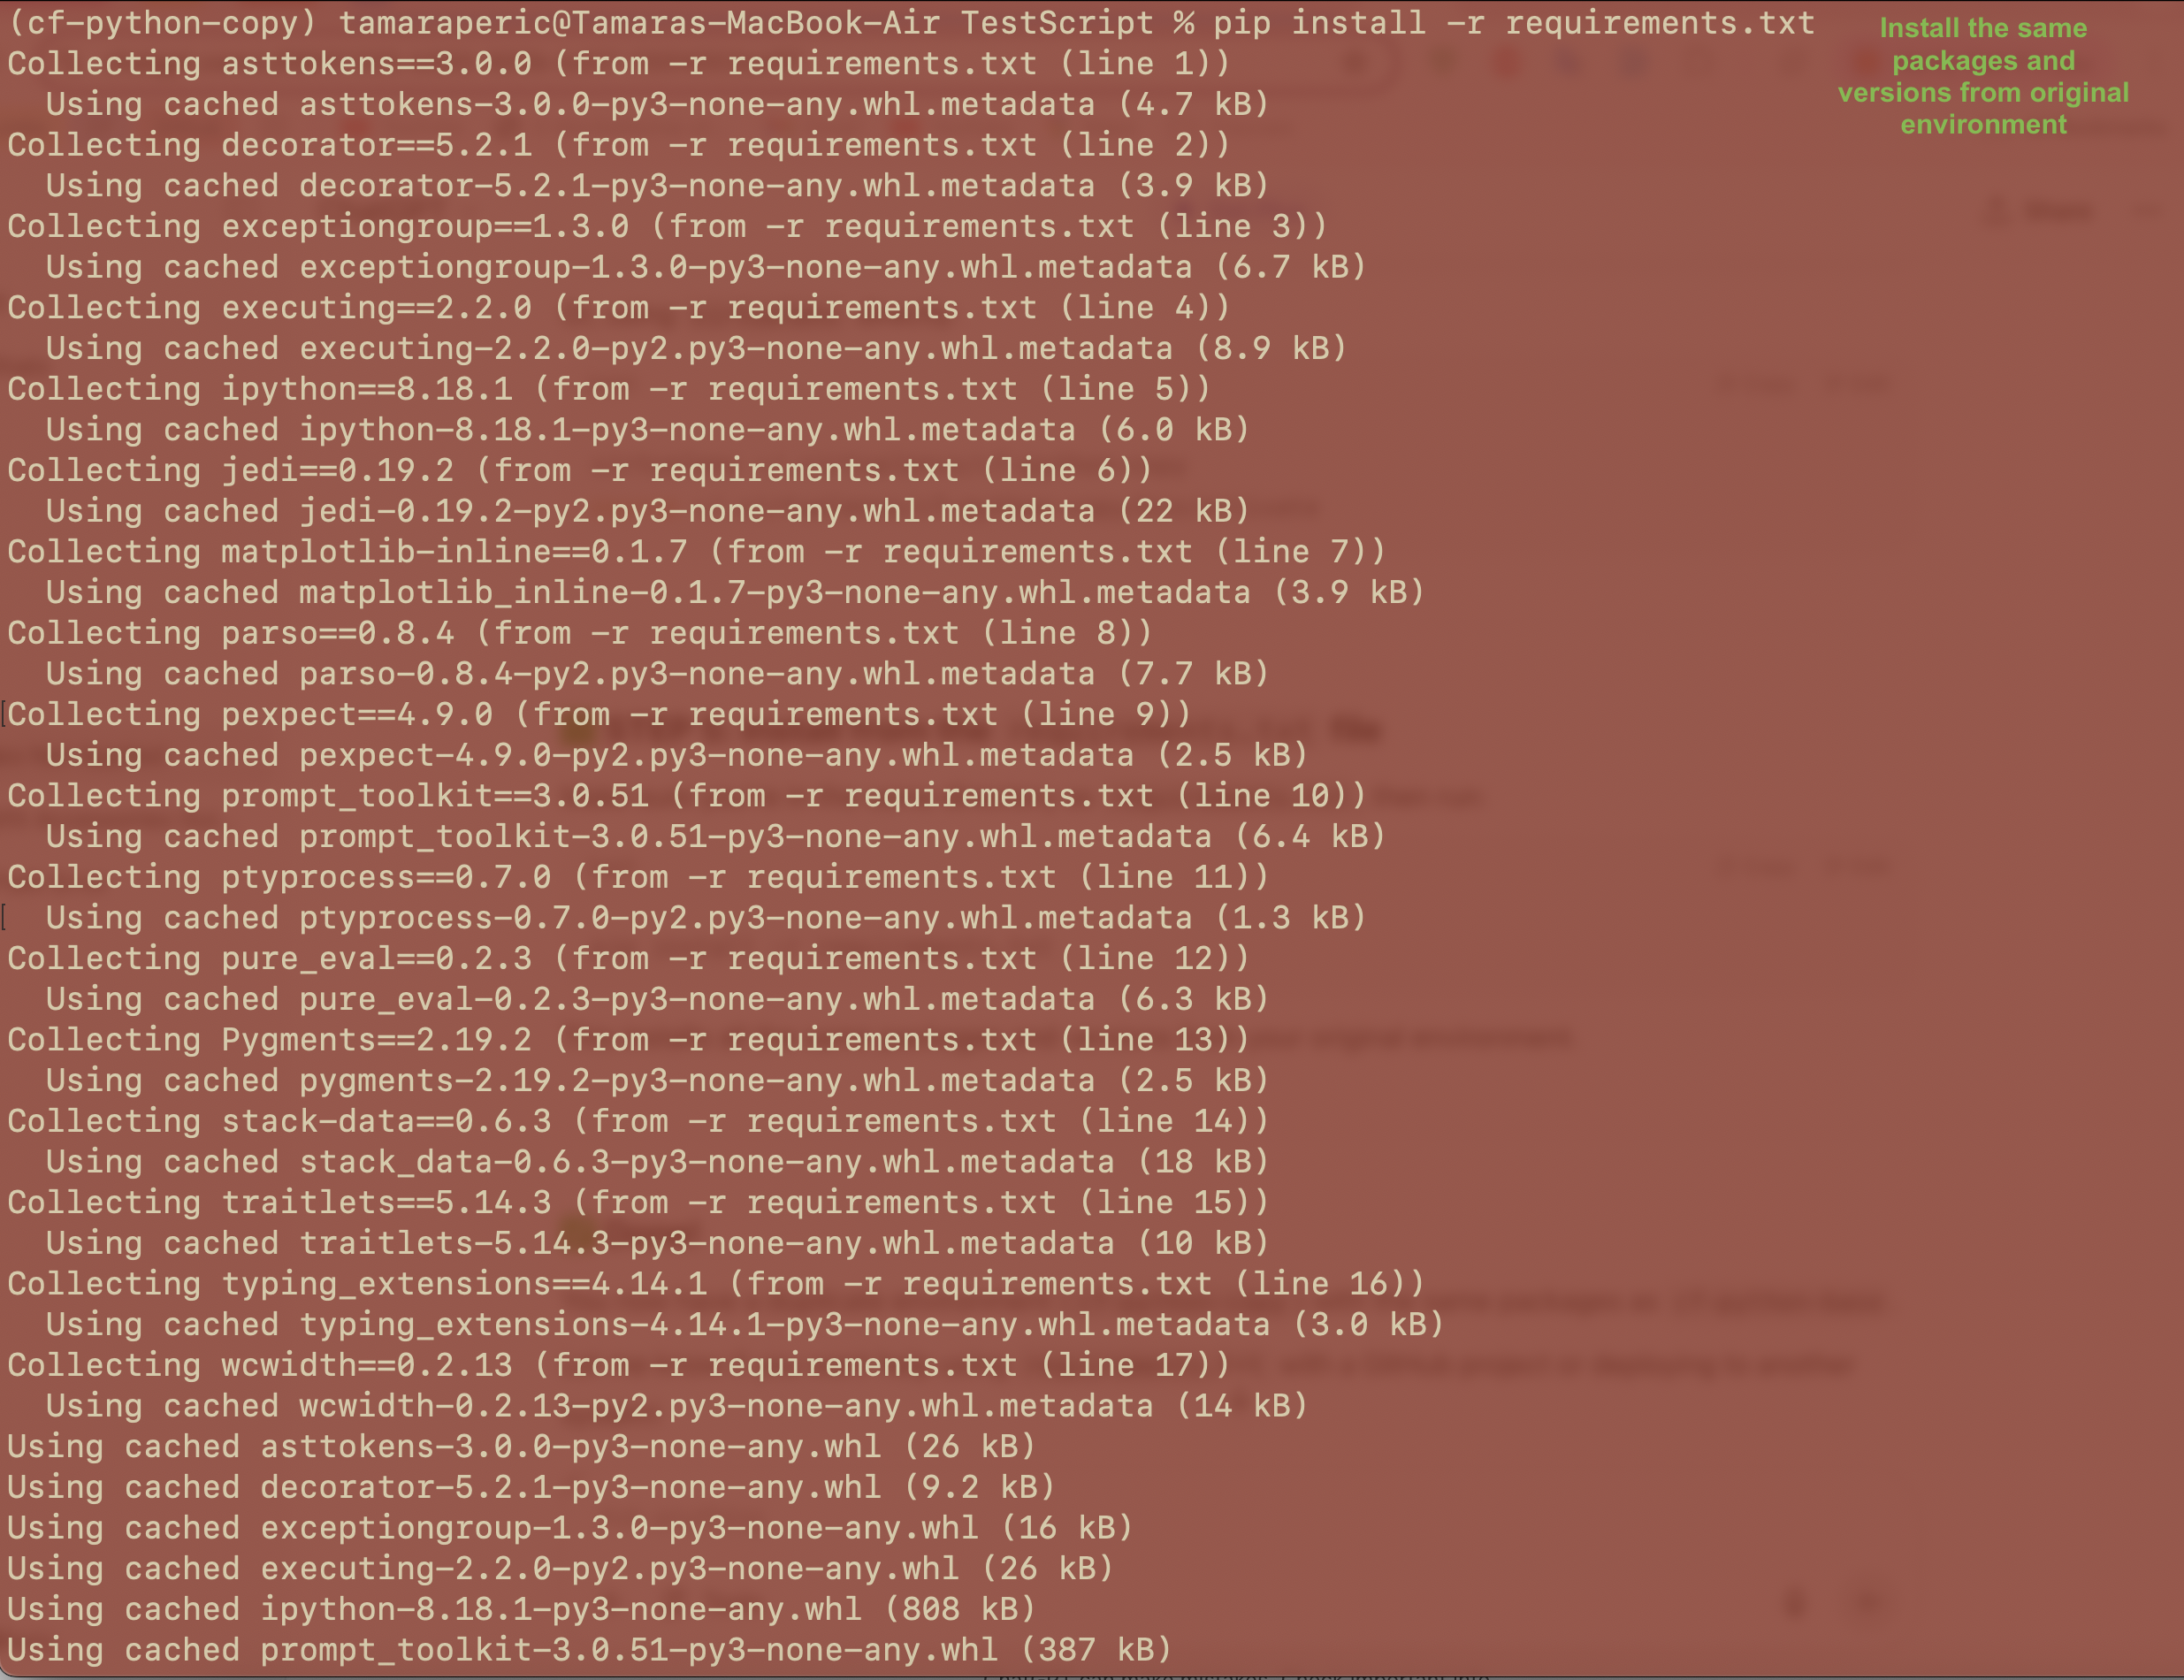 (cf-python-copy) tamaraperic@Tamaras-MacBook-Air TestScript % pip install -r requirements.txt
Install the same
packages and
versions from original
environment
Collecting asttokens==3.0.0 (from -r requirements.txt (line 1))
  Using cached asttokens-3.0.0-py3-none-any.whl.metadata (4.7 kB)
Collecting decorator==5.2.1 (from -r requirements.txt (line 2))
  Using cached decorator-5.2.1-py3-none-any.whl.metadata (3.9 kB)
Collecting exceptiongroup==1.3.0 (from -r requirements.txt (line 3))
  Using cached exceptiongroup-1.3.0-py3-none-any.whl.metadata (6.7 kB)
Collecting executing==2.2.0 (from -r requirements.txt (line 4))
  Using cached executing-2.2.0-py2.py3-none-any.whl.metadata (8.9 kB)
Collecting ipython==8.18.1 (from -r requirements.txt (line 5))
  Using cached ipython-8.18.1-py3-none-any.whl.metadata (6.0 kB)
Collecting jedi==0.19.2 (from -r requirements.txt (line 6))
  Using cached jedi-0.19.2-py2.py3-none-any.whl.metadata (22 kB)
Collecting matplotlib-inline==0.1.7 (from -r requirements.txt (line 7))
  Using cached matplotlib_inline-0.1.7-py3-none-any.whl.metadata (3.9 kB)
Collecting parso==0.8.4 (from -r requirements.txt (line 8))
  Using cached parso-0.8.4-py2.py3-none-any.whl.metadata (7.7 kB)
Collecting pexpect==4.9.0 (from -r requirements.txt (line 9))
  Using cached pexpect-4.9.0-py2.py3-none-any.whl.metadata (2.5 kB)
Collecting prompt_toolkit==3.0.51 (from -r requirements.txt (line 10))
  Using cached prompt_toolkit-3.0.51-py3-none-any.whl.metadata (6.4 kB)
Collecting ptyprocess==0.7.0 (from -r requirements.txt (line 11))
  Using cached ptyprocess-0.7.0-py2.py3-none-any.whl.metadata (1.3 kB)
Collecting pure_eval==0.2.3 (from -r requirements.txt (line 12))
  Using cached pure_eval-0.2.3-py3-none-any.whl.metadata (6.3 kB)
Collecting Pygments==2.19.2 (from -r requirements.txt (line 13))
  Using cached pygments-2.19.2-py3-none-any.whl.metadata (2.5 kB)
Collecting stack-data==0.6.3 (from -r requirements.txt (line 14))
  Using cached stack_data-0.6.3-py3-none-any.whl.metadata (18 kB)
Collecting traitlets==5.14.3 (from -r requirements.txt (line 15))
  Using cached traitlets-5.14.3-py3-none-any.whl.metadata (10 kB)
Collecting typing_extensions==4.14.1 (from -r requirements.txt (line 16))
  Using cached typing_extensions-4.14.1-py3-none-any.whl.metadata (3.0 kB)
Collecting wcwidth==0.2.13 (from -r requirements.txt (line 17))
  Using cached wcwidth-0.2.13-py2.py3-none-any.whl.metadata (14 kB)
Using cached asttokens-3.0.0-py3-none-any.whl (26 kB)
Using cached decorator-5.2.1-py3-none-any.whl (9.2 kB)
Using cached exceptiongroup-1.3.0-py3-none-any.whl (16 kB)
Using cached executing-2.2.0-py2.py3-none-any.whl (26 kB)
Using cached ipython-8.18.1-py3-none-any.whl (808 kB)
Using cached prompt_toolkit-3.0.51-py3-none-any.whl (387 kB)